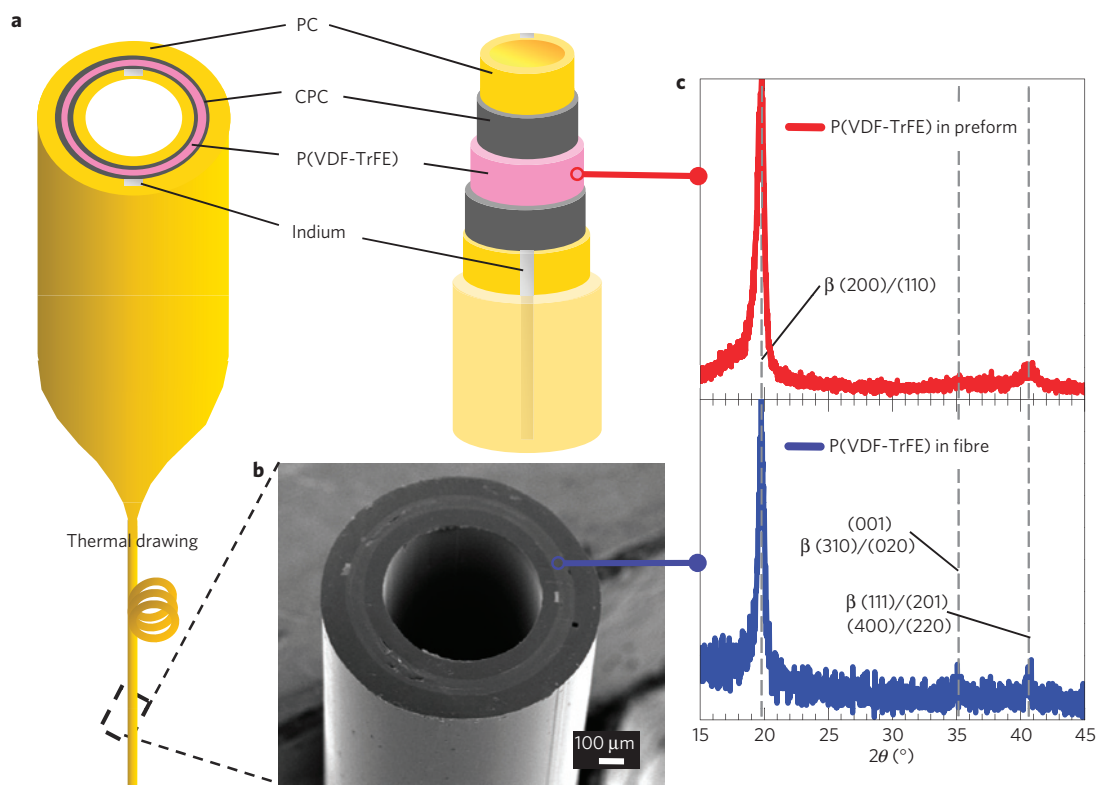 a
PC
CPC
P(VDF-TrFE)
Indium
Thermal drawing
b
100 μm
c
P(VDF-TrFE) in preform
β (200)/(110)
P(VDF-TrFE) in fibre
(001)
β (310)/(020)
β (111)/(201)
(400)/(220)
15 20 25 30 35 40 45
2θ (°)